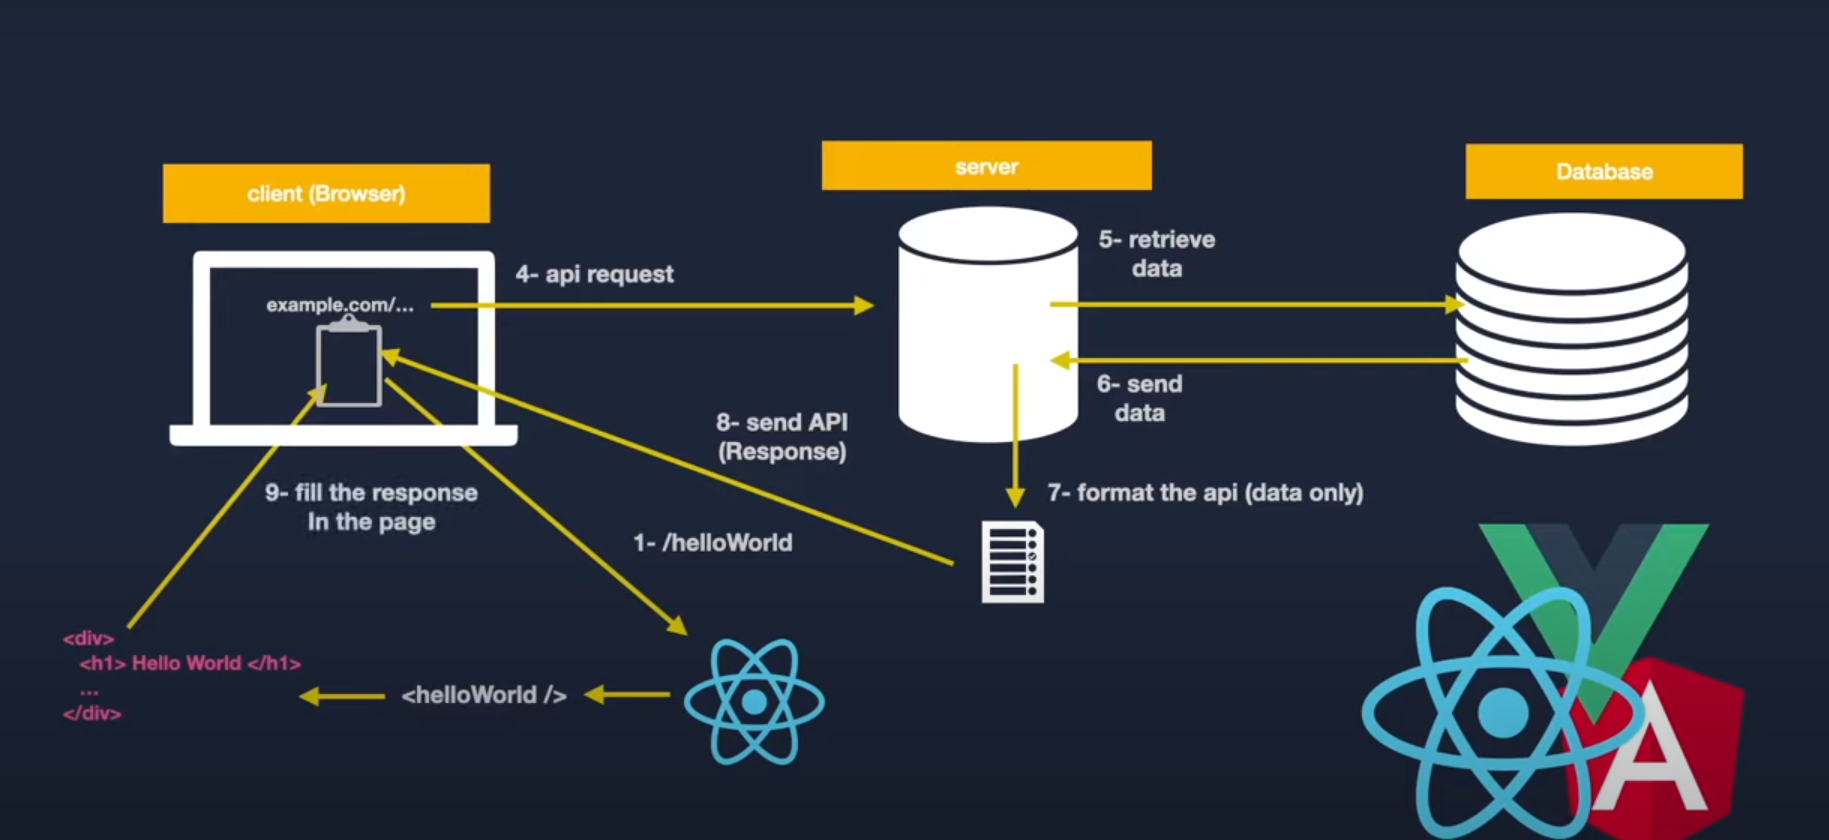 client (Browser)
server
Database
example.com/...
4- api request
5- retrieve
data
6- send
data
8- send API
(Response)
7- format the api (data only)
9- fill the response
In the page
1- /helloWorld
<div>
<h1> Hello World </h1>
...
</div>
<helloWorld />
A